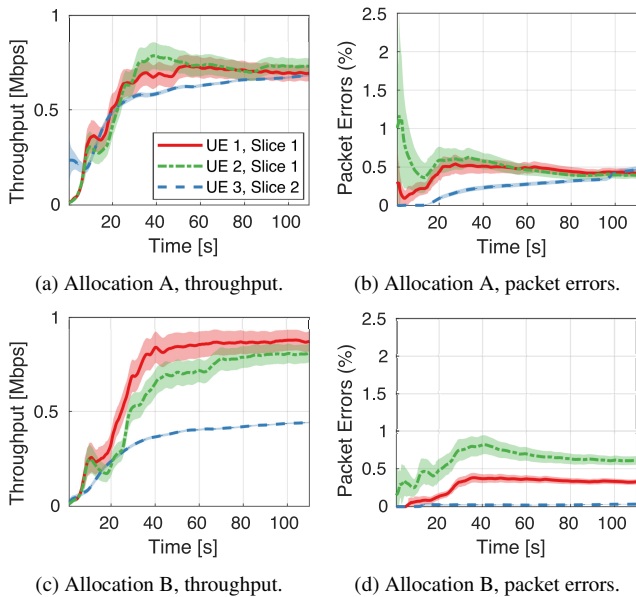 1
0.5
0
Throughput [Mbps]
UE 1, Slice 1
UE 2, Slice 1
UE 3, Slice 2
20 40 60 80 100
Time [s]
2.5
2
1.5
1
0.5
0
Packet Errors (%)
20 40 60 80 100
Time [s]
(a) Allocation A, throughput.
(b) Allocation A, packet errors.
1
0.5
0
Throughput [Mbps]
20 40 60 80 100
Time [s]
2.5
2
1.5
1
0.5
0
Packet Errors (%)
20 40 60 80 100
Time [s]
(c) Allocation B, throughput.
(d) Allocation B, packet errors.